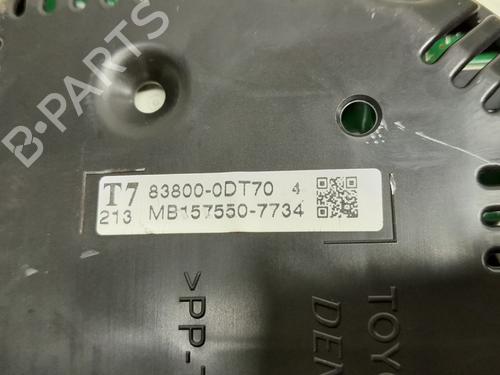 B-PARTS
T7 83800-0DT70 4
213 MB157550-7734
>PP-
TOYO
DEN